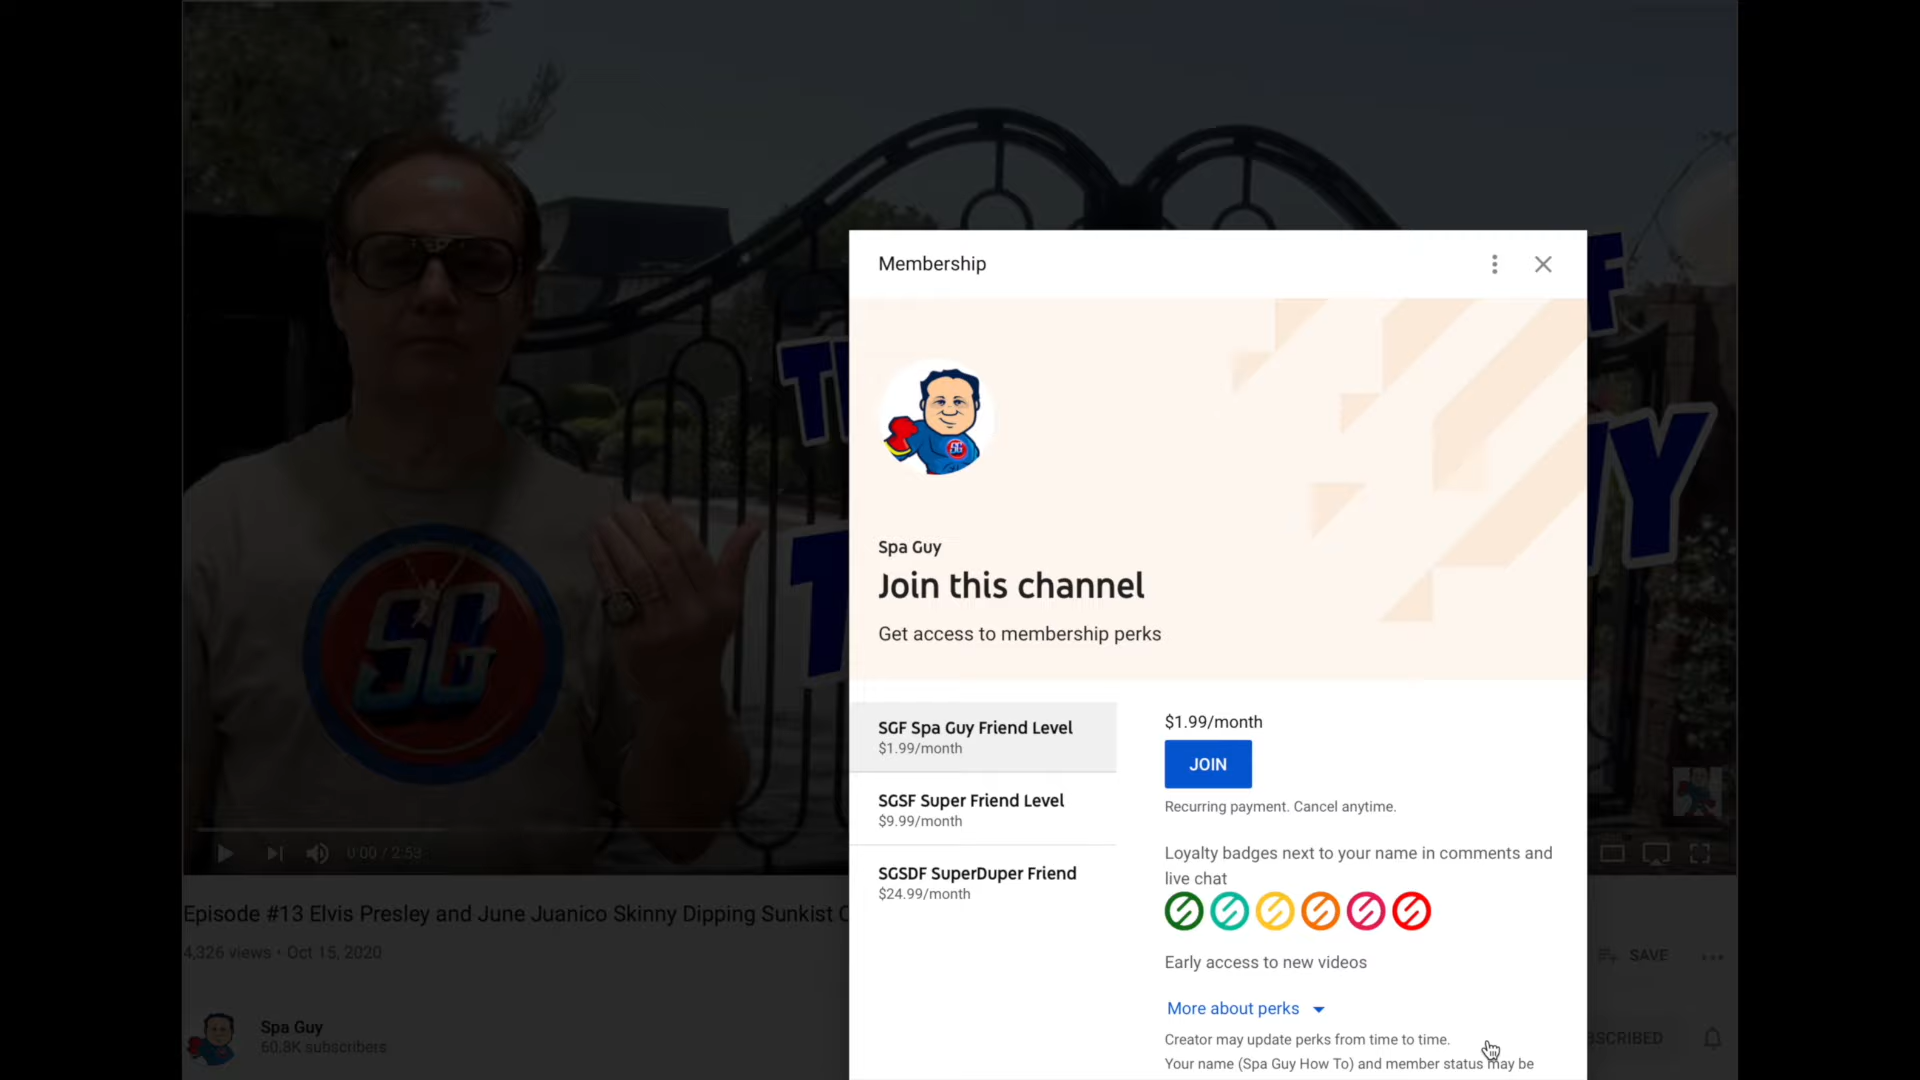 Membership
Spa Guy
Join this channel
Get access to membership perks
SGF Spa Guy Friend Level
$1.99/month
SGSF Super Friend Level
$9.99/month
SGSDF SuperDuper Friend
$24.99/month
$1.99/month
JOIN
Recurring payment. Cancel anytime.
Loyalty badges next to your name in comments and
live chat
Early access to new videos
More about perks
Creator may update perks from time to time.
Your name (Spa Guy How To) and member status may be
SG
0:00 / 2:53
Episode #13 Elvis Presley and June Juanico Skinny Dipping Sunkist
4,326 views • Oct 15, 2020
SAVE
Spa Guy
60.8K subscribers